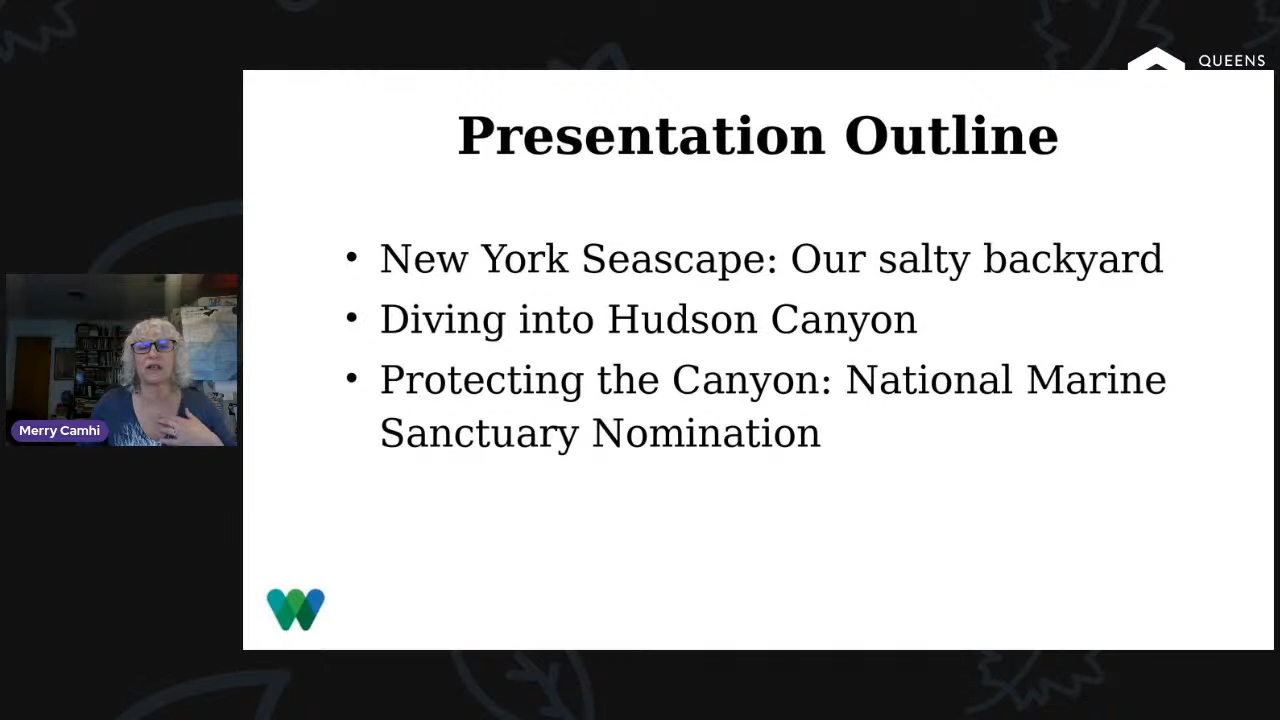 QUEENS
Presentation Outline
• New York Seascape: Our salty backyard
• Diving into Hudson Canyon
• Protecting the Canyon: National Marine
Sanctuary Nomination
Merry Camhi